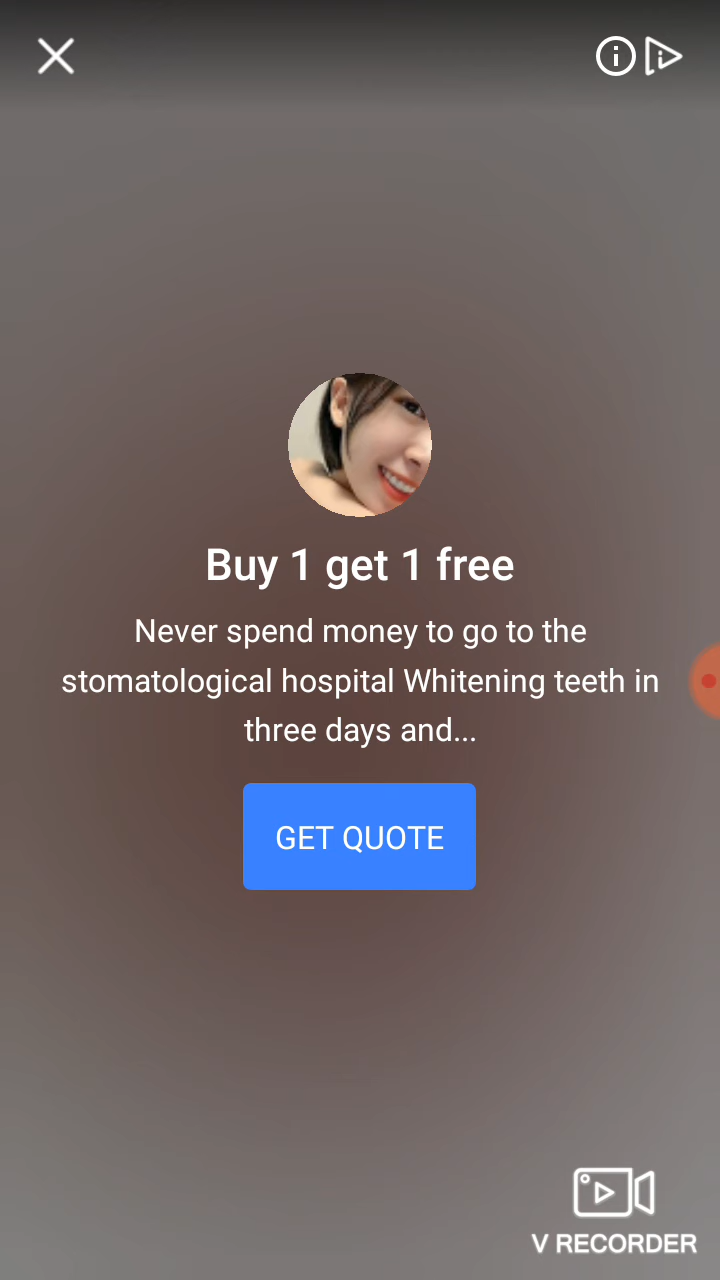 Buy 1 get 1 free
Never spend money to go to the
stomatological hospital Whitening teeth in
three days and...
GET QUOTE
V RECORDER